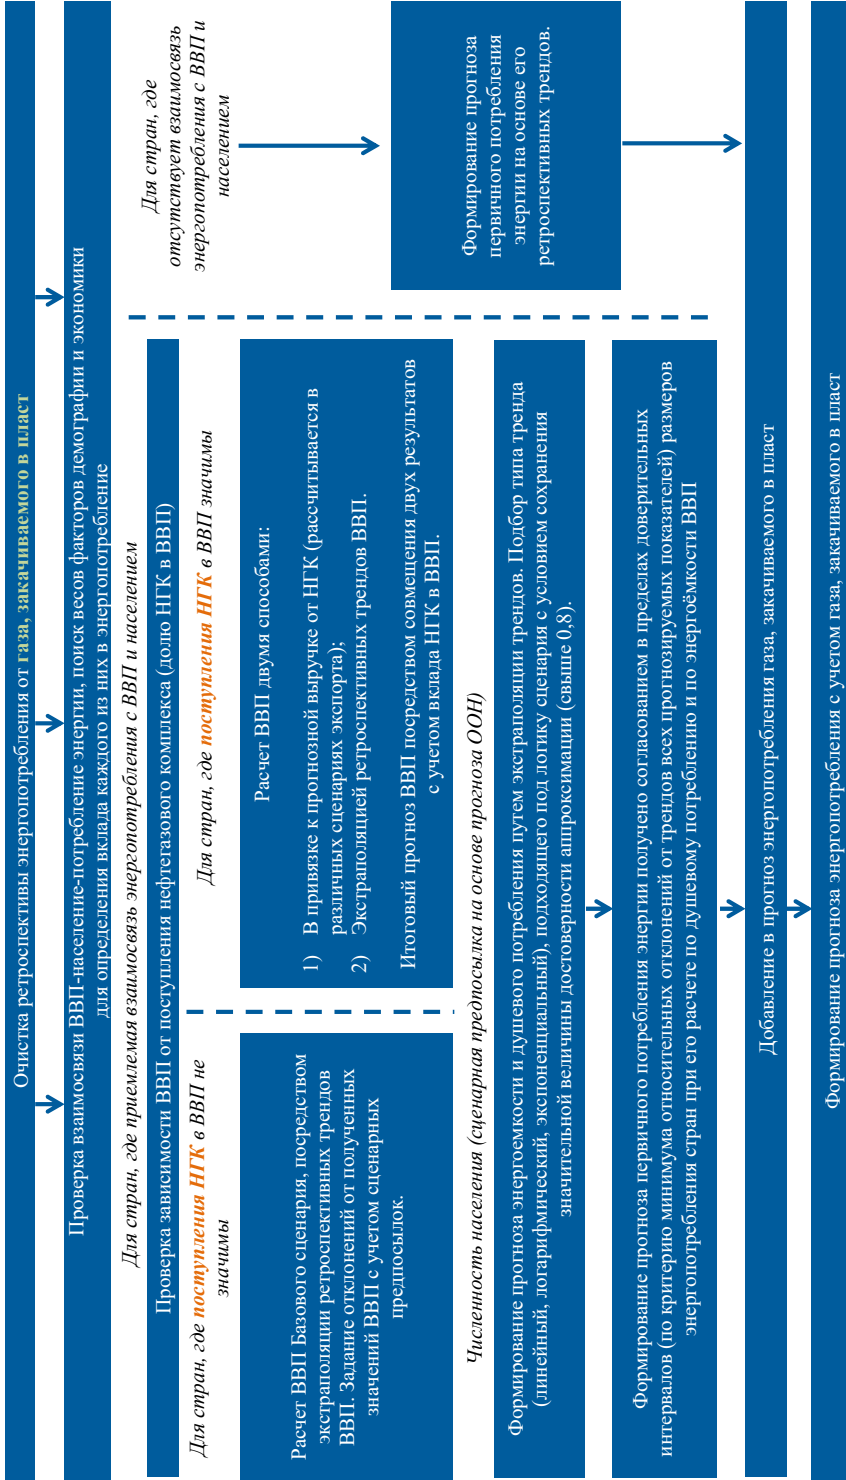 Очистка ретроспективы энергопотребления от газа, закачиваемого в пласт
Проверка взаимосвязи ВВП-население-потребление энергии, поиск весов факторов демографии и экономики
для определения вклада каждого из них в энергопотребление
Для стран, где приемлемая взаимосвязь энергопотребления с ВВП и населением
Проверка зависимости ВВП от поступления нефтегазового комплекса (долю НГК в ВВП)
Для стран, где поступления НГК в ВВП не
значимы
Расчет ВВП Базового сценария, посредством
экстраполяции ретроспективных трендов
ВВП. Задание отклонений от полученных
значений ВВП с учетом сценарных
предпосылок.
Для стран, где поступления НГК в ВВП значимы
Расчет ВВП двумя способами:
1) В привязке к прогнозной выручке от НГК (рассчитывается в
различных сценариях экспорта);
2) Экстраполяцией ретроспективных трендов ВВП.
Итоговый прогноз ВВП посредством совмещения двух результатов
с учетом вклада НГК в ВВП.
Численность населения (сценарная предпосылка на основе прогноза ООН)
Формирование прогноза энергоемкости и душевого потребления путем экстраполяции трендов. Подбор типа тренда
(линейный, логарифмический, экспоненциальный), подходящего под логику сценария с условием сохранения
значительной величины достоверности аппроксимации (свыше 0,8).
Формирование прогноза первичного потребления энергии получено согласованием в пределах доверительных
интервалов (по критерию минимума относительных отклонений от трендов всех прогнозируемых показателей) размеров
энергопотребления стран при его расчете по душевому потреблению и по энергоёмкости ВВП
Для стран, где
отсутствует взаимосвязь
энергопотребления с ВВП и
населением
Формирование прогноза
первичного потребления
энергии на основе его
ретроспективных трендов.
Добавление в прогноз энергопотребления газа, закачиваемого в пласт
Формирование прогноза энергопотребления с учетом газа, закачиваемого в пласт